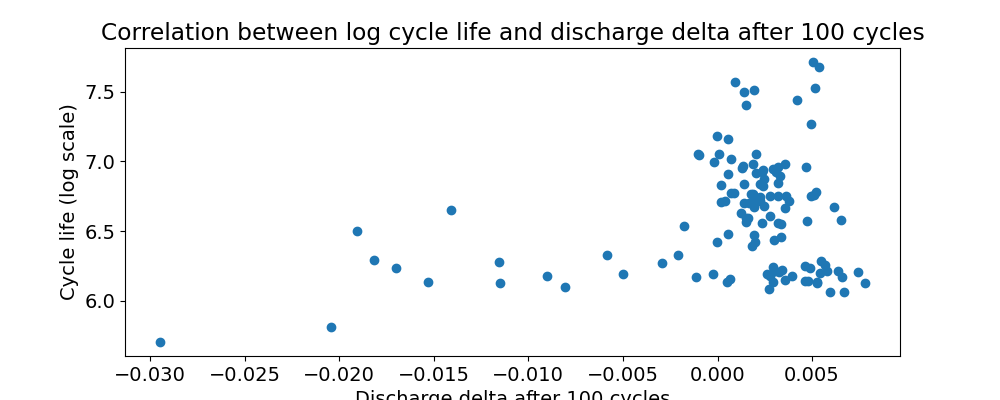 Correlation between log cycle life and discharge delta after 100 cycles
Cycle life (log scale)
7.5
7.0
6.5
6.0
−0.030 −0.025 −0.020 −0.015 −0.010 −0.005 0.000 0.005
Discharge delta after 100 cycles